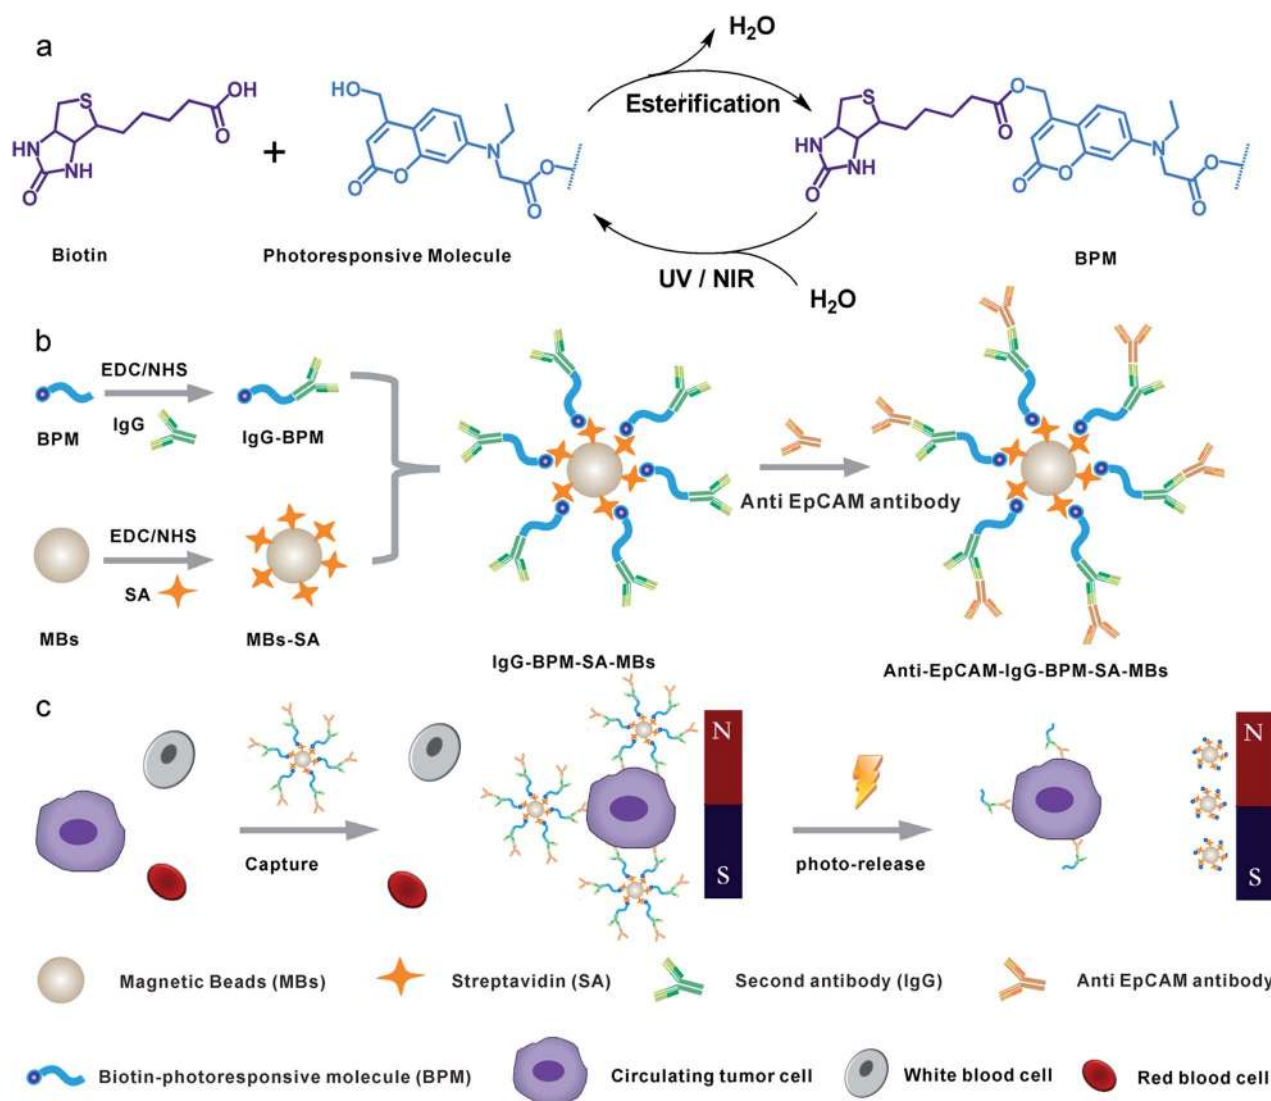 a
H₂O
Esterification
UV / NIR
H₂O
S
OH
O
HN
NH
O
Biotin
+
HO
O
O
N
O
O
Photoresponsive Molecule
S
O
O
HN
NH
O
O
O
N
O
O
BPM
b
EDC/NHS
IgG
BPM
IgG-BPM
EDC/NHS
SA
MBs
MBs-SA
IgG-BPM-SA-MBs
Anti EpCAM antibody
Anti-EpCAM-IgG-BPM-SA-MBs
c
Capture
N
S
photo-release
N
S
Magnetic Beads (MBs)
Streptavidin (SA)
Second antibody (IgG)
Anti EpCAM antibody
Biotin-photoresponsive molecule (BPM)
Circulating tumor cell
White blood cell
Red blood cell